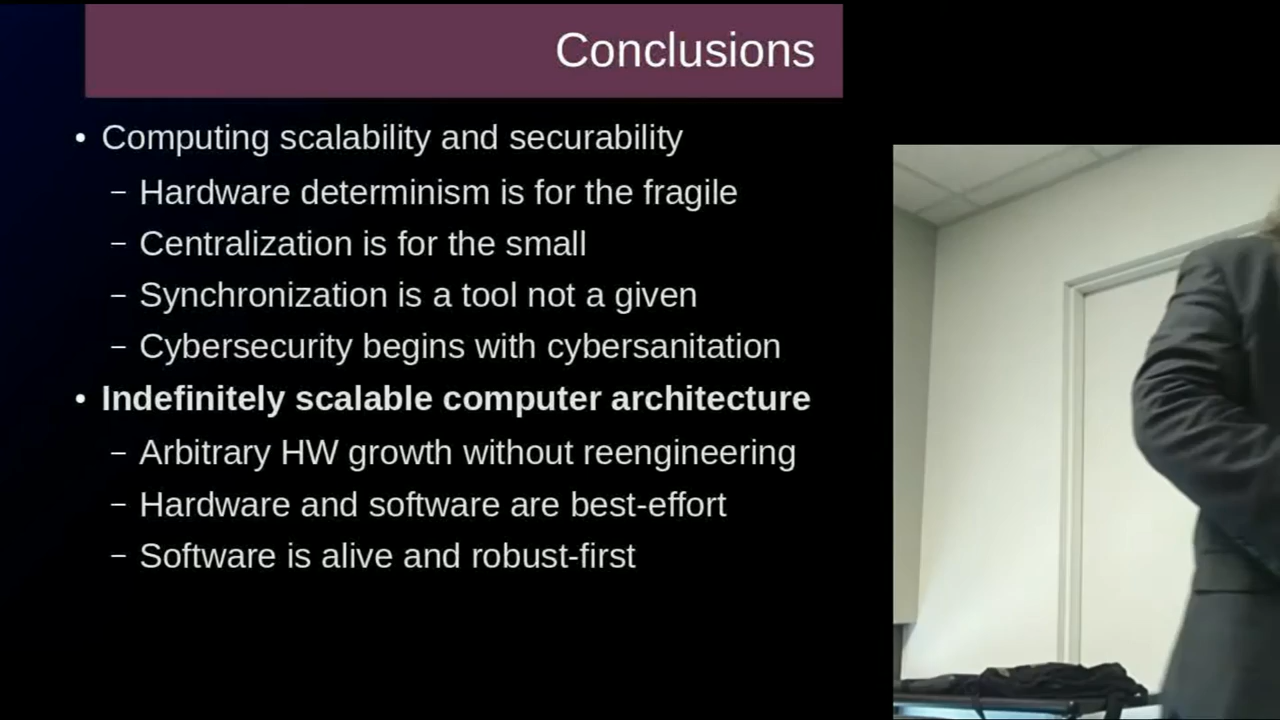 Conclusions
• Computing scalability and securability
– Hardware determinism is for the fragile
– Centralization is for the small
– Synchronization is a tool not a given
– Cybersecurity begins with cybersanitation
• Indefinitely scalable computer architecture
– Arbitrary HW growth without reengineering
– Hardware and software are best-effort
– Software is alive and robust-first